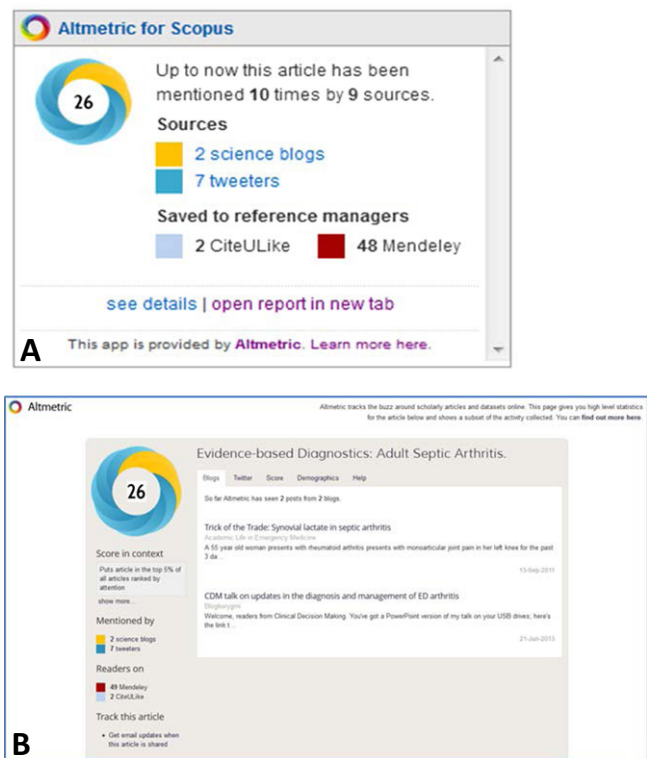 Altmetric for Scopus
26
Up to now this article has been
mentioned 10 times by 9 sources.
Sources
2 science blogs
7 tweeters
Saved to reference managers
2 CiteULike 48 Mendeley
see details | open report in new tab
This app is provided by Altmetric. Learn more here.
A
Altmetric
Altmetric tracks the buzz around scholarly articles and datasets online. This page gives you high level statistics
for the article below and shows a subset of the activity collected. You can find out more here.
26
Evidence-based Diagnostics: Adult Septic Arthritis.
Blogs Twitter Score Demographics Help
So far Altmetric has seen 2 posts from 2 blogs.
Trick of the Trade: Synovial lactate in septic arthritis
Academic Life in Emergency Medicine
A 55 year old woman presents with rheumatoid arthritis presents with monoarticular joint pain in her left knee for the past
3 da...
13-Sep-2011
CDM talk on updates in the diagnosis and management of ED arthritis
Blogborygmi
Welcome, readers from Clinical Decision Making. You've got a PowerPoint version of my talk on your USB drives; here's
the link t...
21-Jun-2013
Score in context
Puts article in the top 5% of
all articles ranked by
attention
show more...
Mentioned by
2 science blogs
7 tweeters
Readers on
49 Mendeley
2 CiteULike
Track this article
• Get email updates when
this article is shared
B